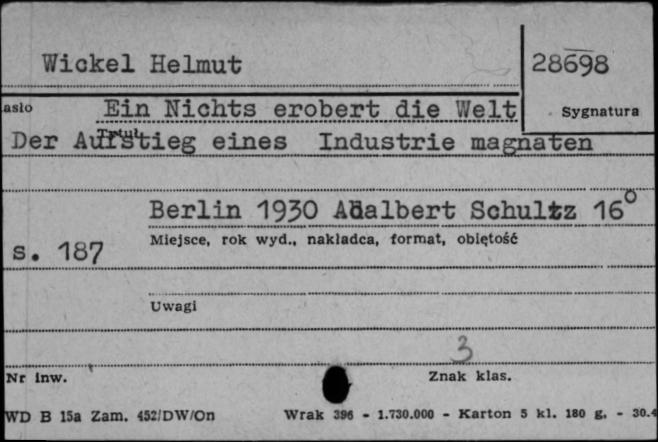 Wickel Helmut
28698
asło
Ein Nichts erobert die Welt
Sygnatura
Tytuł
Der Aufstieg eines Industrie magnaten
Berlin 1930 Adalbert Schultz 16°
Miejsce, rok wyd., nakładca, format, objętość
s. 187
Uwagi
3
Nr inw.
Znak klas.
WD B 15a Zam. 452/DW/On Wrak 396 - 1.730.000 - Karton 5 kl. 180 g. - 30.4